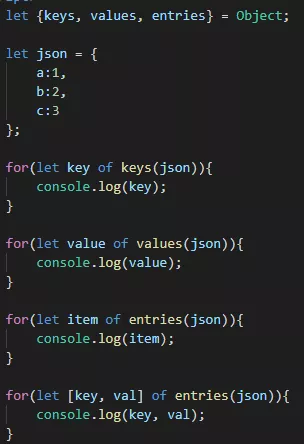 let {keys, values, entries} = Object;
let json = {
    a:1,
    b:2,
    c:3
};
for(let key of keys(json)){
    console.log(key);
}
for(let value of values(json)){
    console.log(value);
}
for(let item of entries(json)){
    console.log(item);
}
for(let [key, val] of entries(json)){
    console.log(key, val);
}